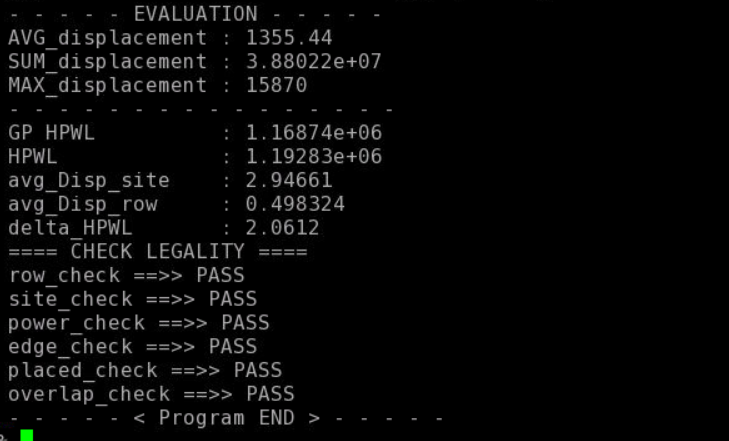 - - - - - EVALUATION - - - - -
AVG_displacement : 1355.44
SUM_displacement : 3.88022e+07
MAX_displacement : 15870
- - - - - - - - - - - - - - - -
GP HPWL          : 1.16874e+06
HPWL             : 1.19283e+06
avg_Disp_site    : 2.94661
avg_Disp_row     : 0.498324
delta_HPWL       : 2.0612
==== CHECK LEGALITY ====
row_check ==>> PASS
site_check ==>> PASS
power_check ==>> PASS
edge_check ==>> PASS
placed_check ==>> PASS
overlap_check ==>> PASS
- - - - - < Program END > - - - - -